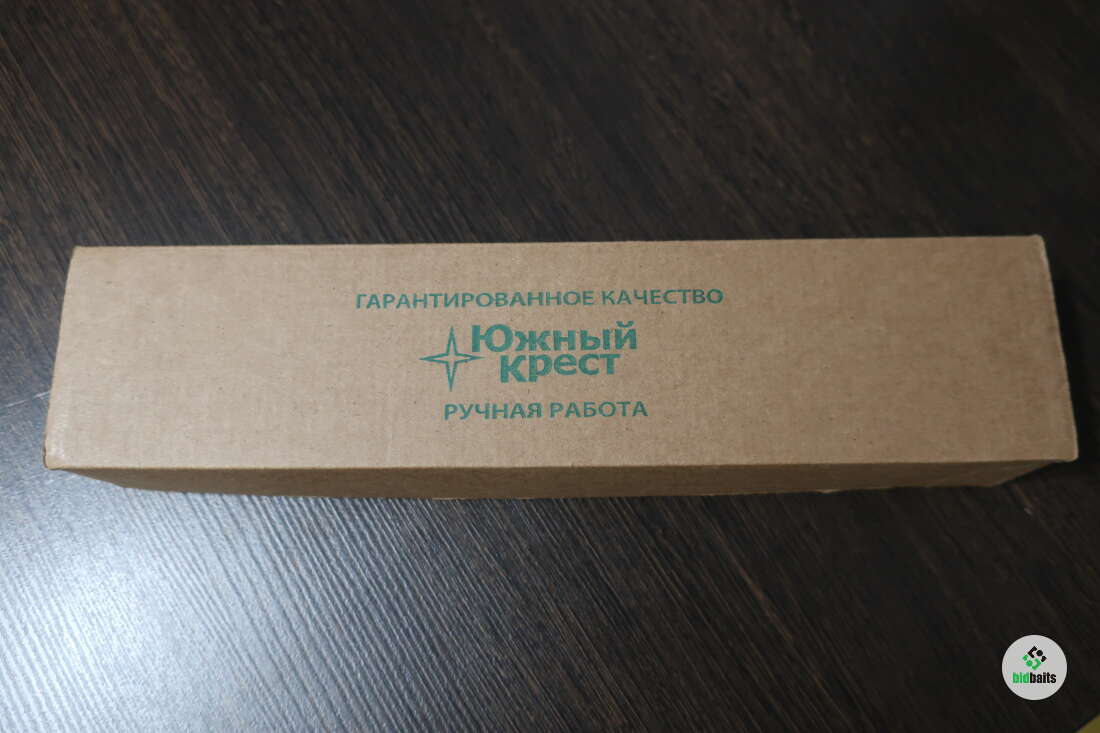 ГАРАНТИРОВАННОЕ КАЧЕСТВО
Южный
Крест
РУЧНАЯ РАБОТА
bidbaits